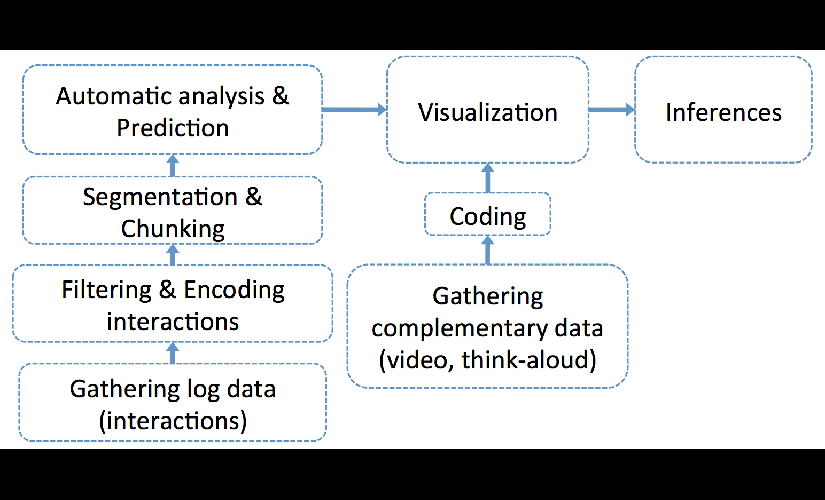 Automatic analysis &
Prediction
Visualization
Inferences
Segmentation &
Chunking
Coding
Filtering & Encoding
interactions
Gathering
complementary data
(video, think-aloud)
Gathering log data
(interactions)